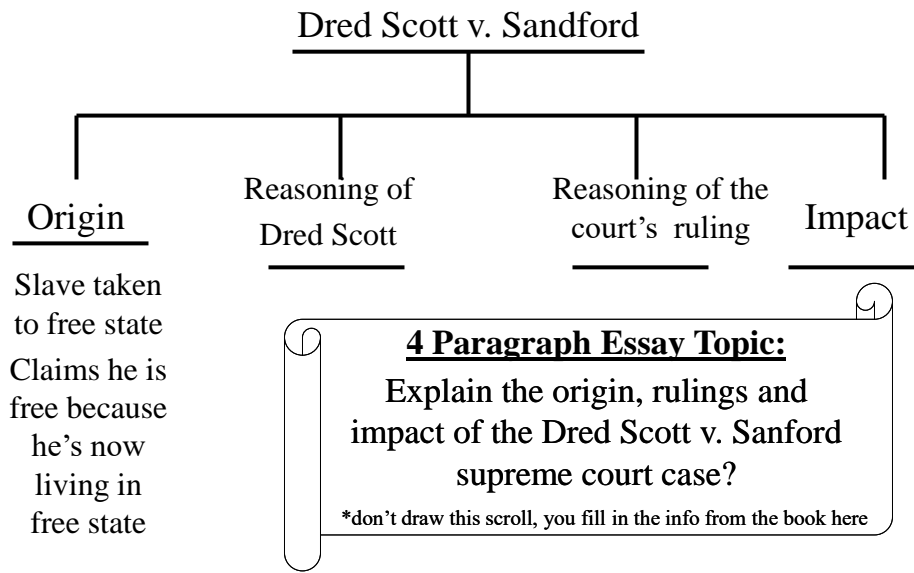 Dred Scott v. Sandford
Origin
Slave taken
to free state
Claims he is
free because
he's now
living in
free state
Reasoning of
Dred Scott
Reasoning of the
court's ruling
Impact
4 Paragraph Essay Topic:
Explain the origin, rulings and
impact of the Dred Scott v. Sanford
supreme court case?
*don't draw this scroll, you fill in the info from the book here